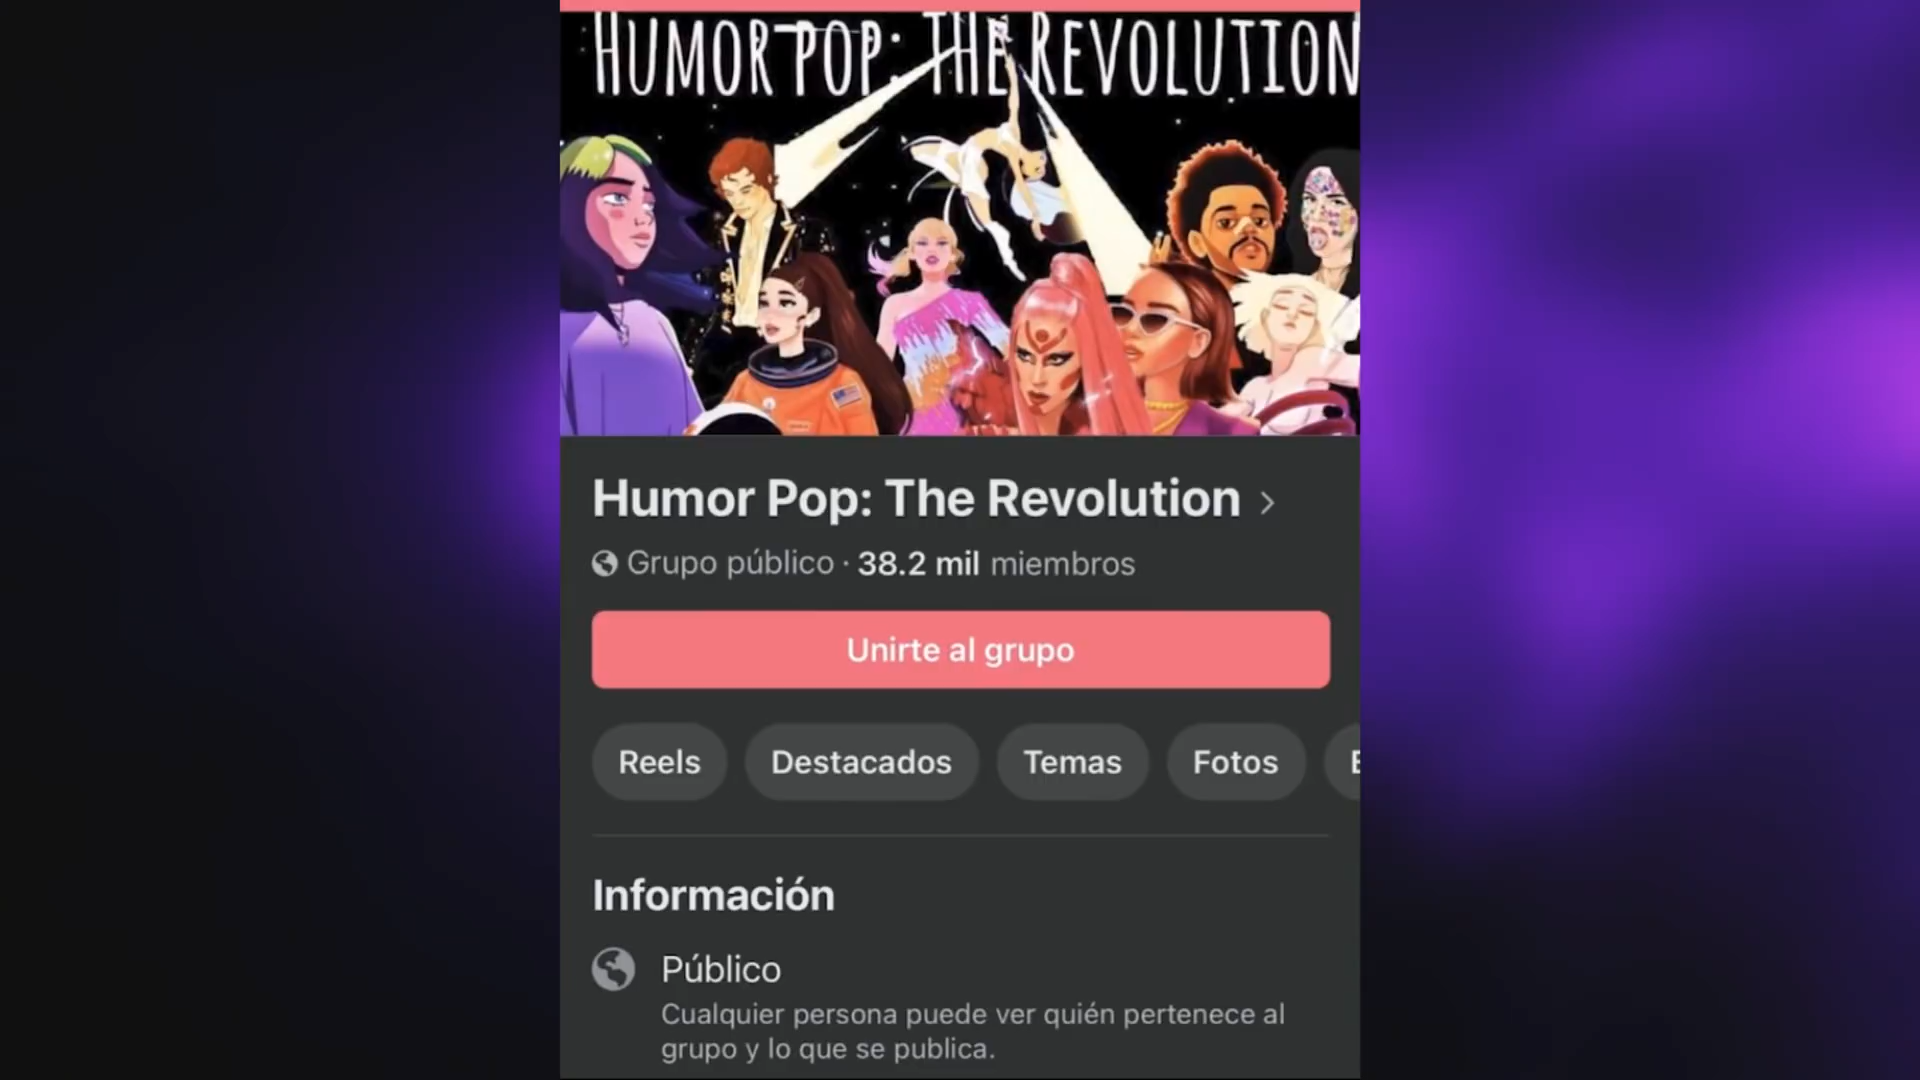 HUMOR POP: THE REVOLUTION
Humor Pop: The Revolution
Grupo público · 38.2 mil miembros
Unirte al grupo
Reels
Destacados
Temas
Fotos
Información
Público
Cualquier persona puede ver quién pertenece al
grupo y lo que se publica.